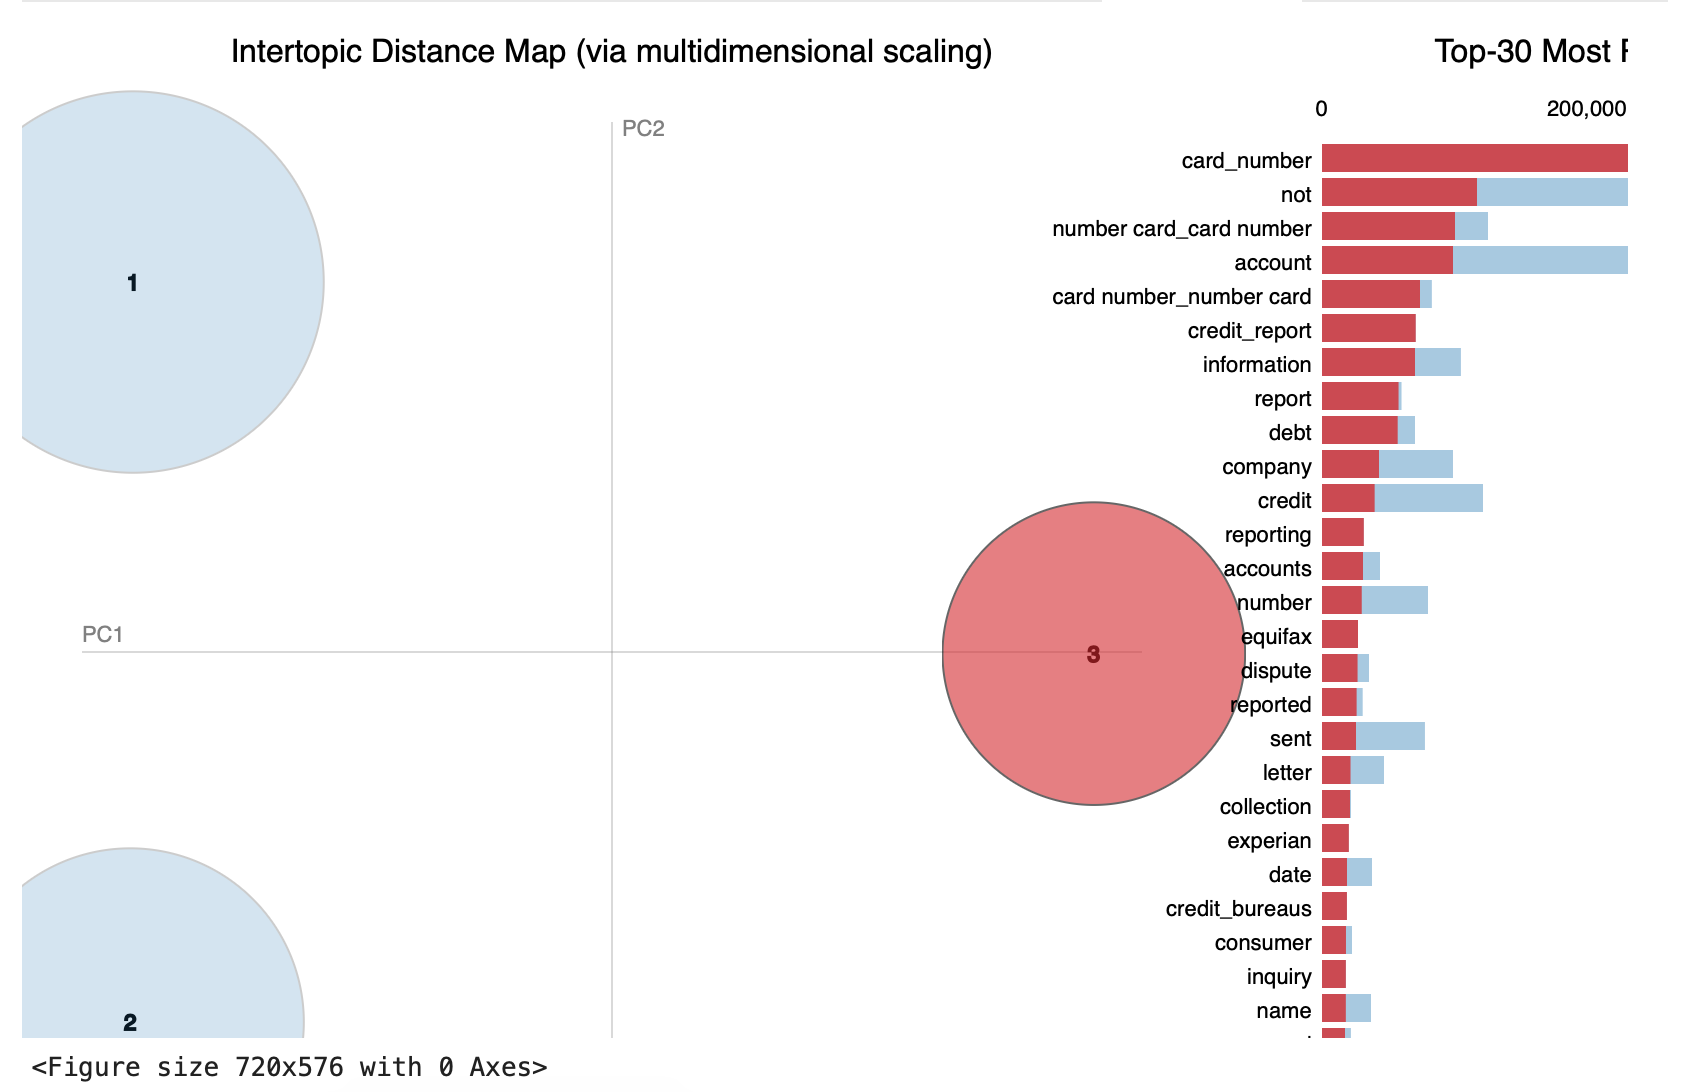 Intertopic Distance Map (via multidimensional scaling)
PC2
PC1
1
2
3
Top-30 Most
0
200,000
card_number
not
number card_card number
account
card number_number card
credit_report
information
report
debt
company
credit
reporting
accounts
number
equifax
dispute
reported
sent
letter
collection
experian
date
credit_bureaus
consumer
inquiry
name
<Figure size 720x576 with 0 Axes>